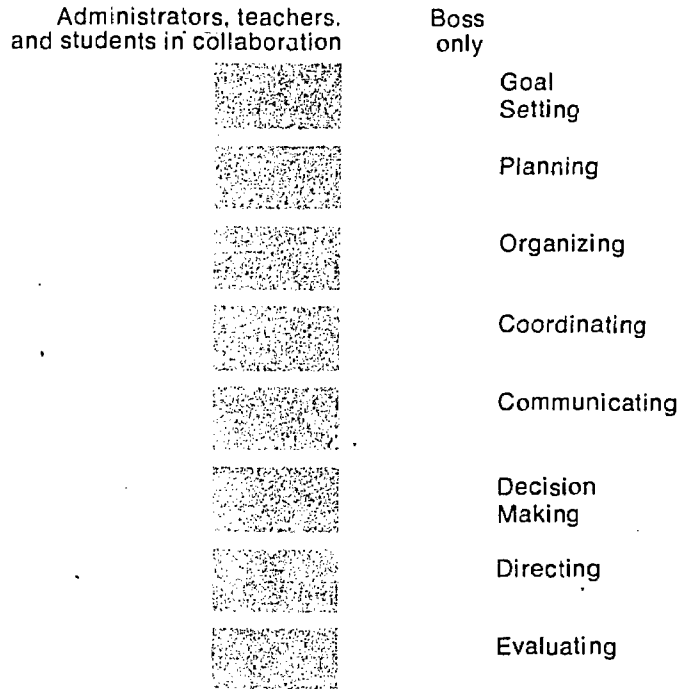 Administrators, teachers,
and students in collaboration
Boss
only
Goal
Setting
Planning
Organizing
Coordinating
Communicating
Decision
Making
Directing
Evaluating